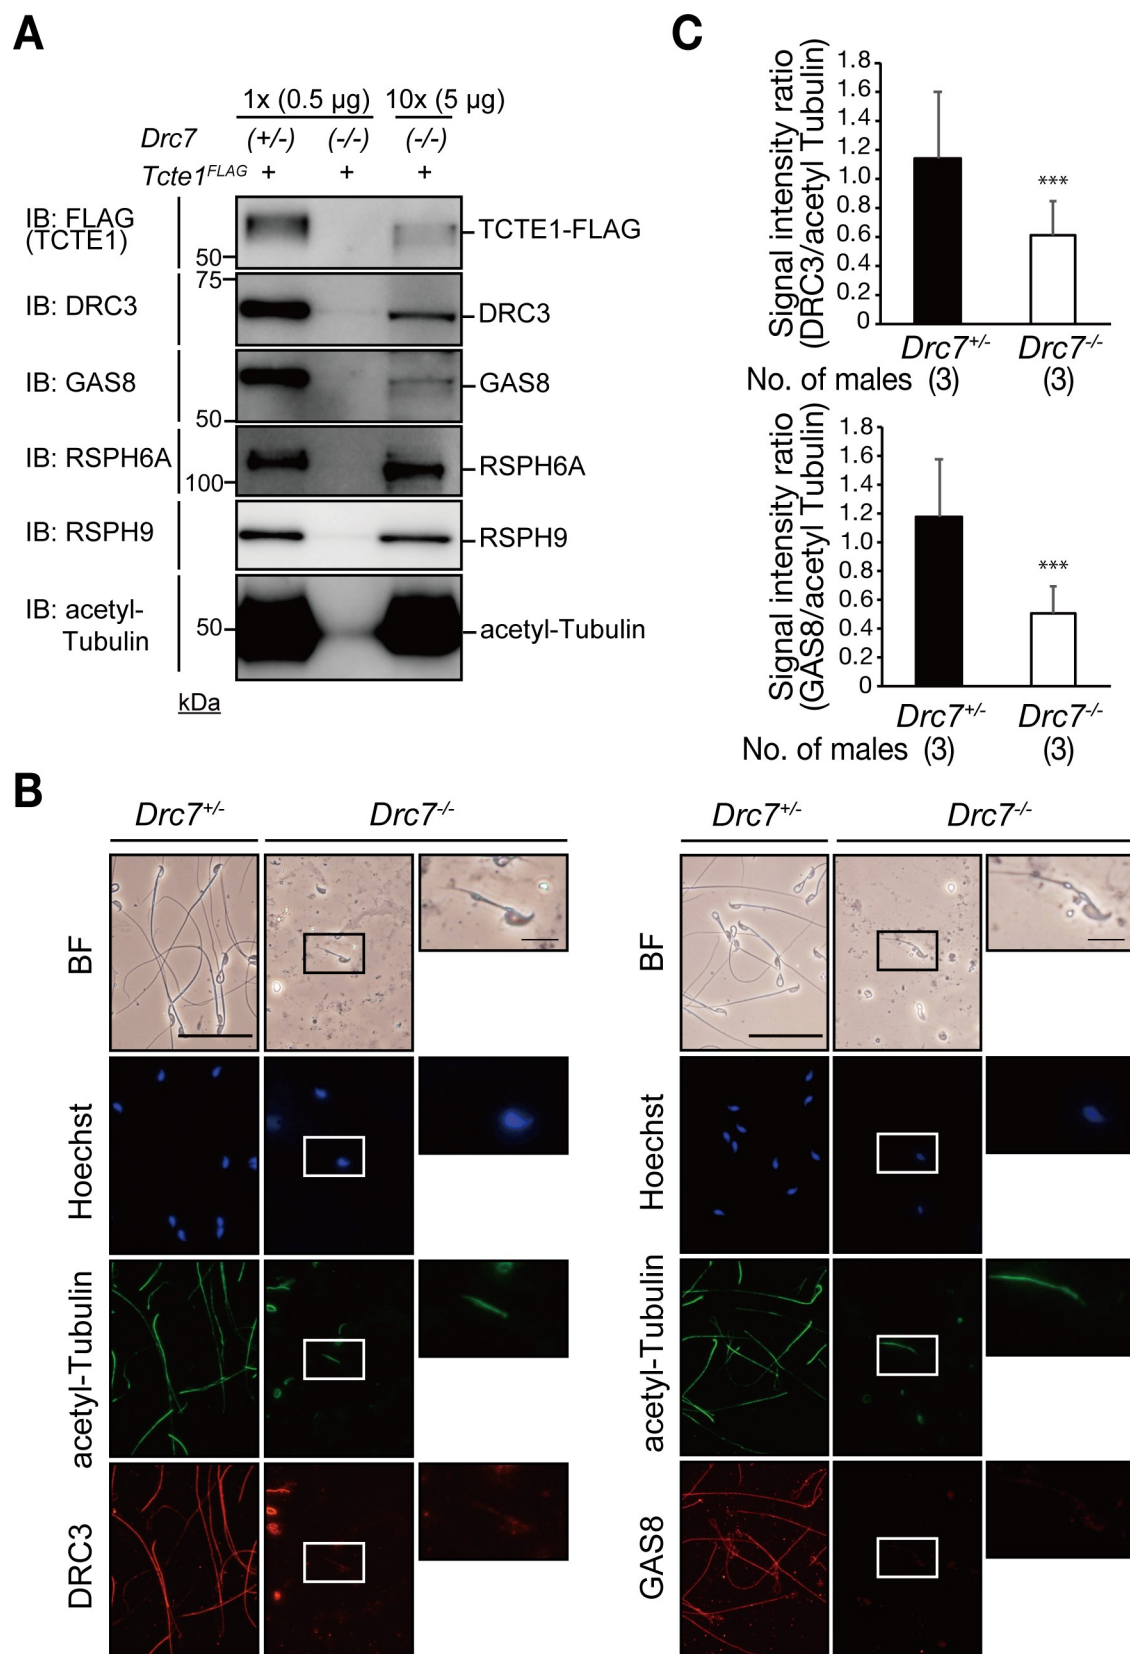 A
1x (0.5 µg) 10x (5 µg)
Drc7 (+/-) (-/-) (-/-)
Tcte1FLAG + + +
IB: FLAG
(TCTE1)
50
TCTE1-FLAG
75
IB: DRC3
DRC3
IB: GAS8
50
GAS8
IB: RSPH6A
100
RSPH6A
IB: RSPH9
RSPH9
IB: acetyl-
Tubulin
50
acetyl-Tubulin
kDa
C
Signal intensity ratio
(DRC3/acetyl Tubulin)
1.8
1.6
1.4
1.2
1.0
0.8
0.6
0.4
0.2
0
***
Drc7+/- Drc7-/-
No. of males (3) (3)
Signal intensity ratio
(GAS8/acetyl Tubulin)
1.8
1.6
1.4
1.2
1.0
0.8
0.6
0.4
0.2
0
***
Drc7+/- Drc7-/-
No. of males (3) (3)
B
Drc7+/- Drc7-/-
BF
Hoechst
acetyl-Tubulin
DRC3
Drc7+/- Drc7-/-
BF
Hoechst
acetyl-Tubulin
GAS8